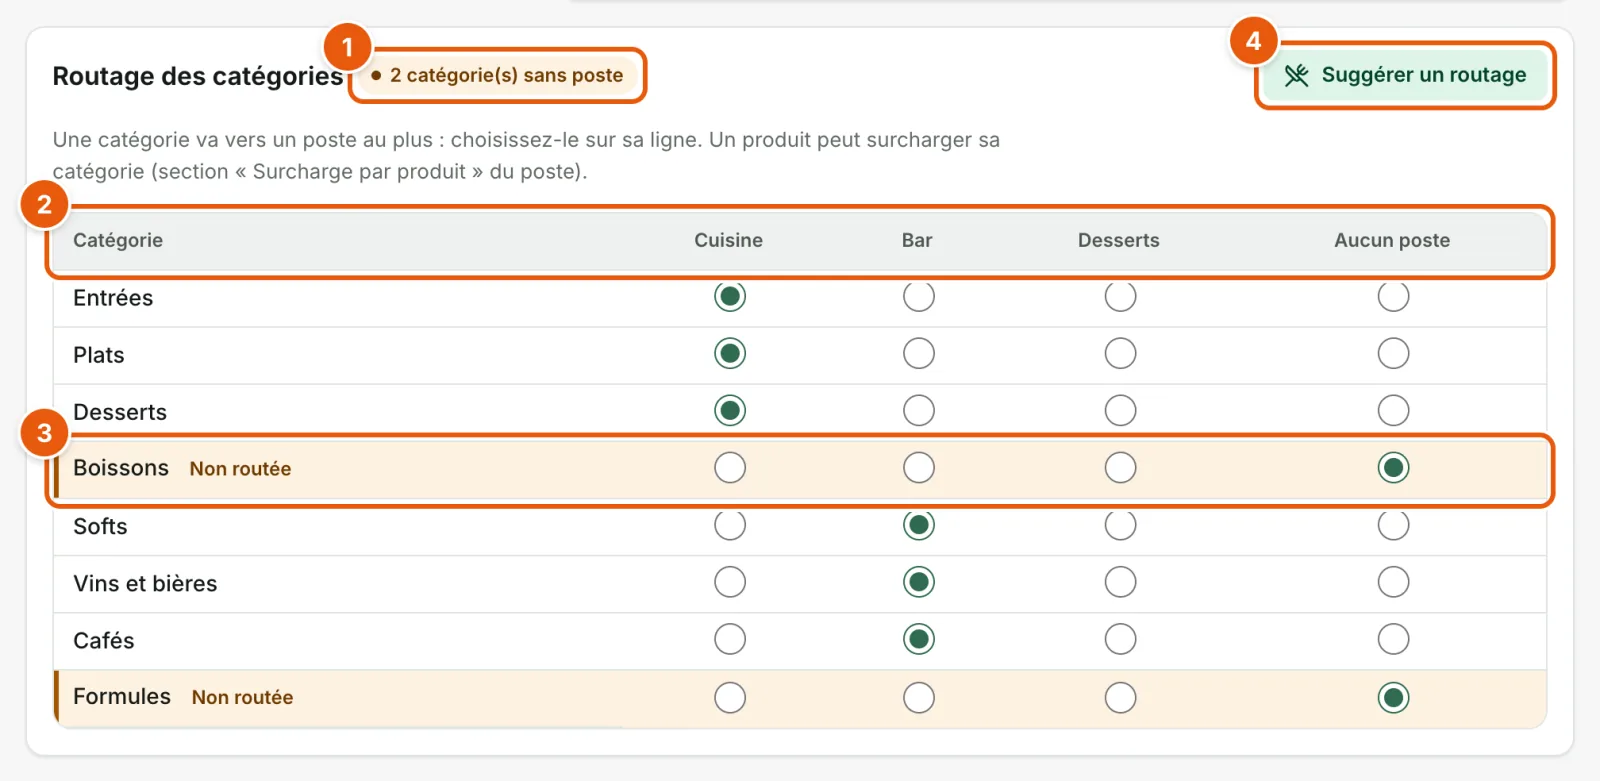 1
4
Routage des catégories
2 catégorie(s) sans poste
Suggérer un routage
Une catégorie va vers un poste au plus : choisissez-le sur sa ligne. Un produit peut surcharger sa
catégorie (section « Surcharge par produit » du poste).
2
Catégorie Cuisine Bar Desserts Aucun poste
Entrées
Plats
Desserts
3
Boissons Non routée
Softs
Vins et bières
Cafés
Formules Non routée